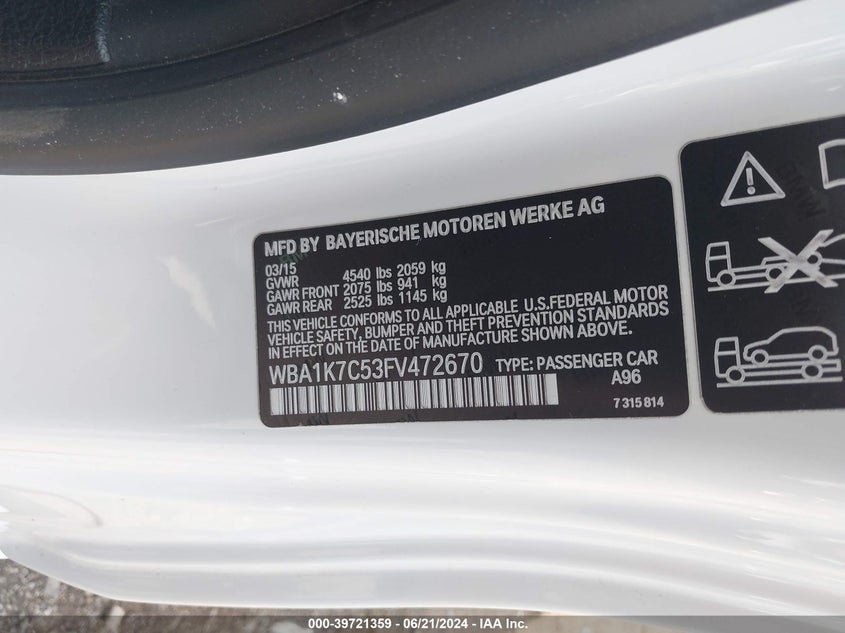 MFD BY BAYERISCHE MOTOREN WERKE AG
03/15
GVWR 4540 lbs 2059 kg
GAWR FRONT 2075 lbs 941 kg
GAWR REAR 2525 lbs 1145 kg
THIS VEHICLE CONFORMS TO ALL APPLICABLE U.S.FEDERAL MOTOR
VEHICLE SAFETY, BUMPER AND THEFT PREVENTION STANDARDS
IN EFFECT ON THE DATE OF MANUFACTURE SHOWN ABOVE.
WBA1K7C53FV472670 TYPE: PASSENGER CAR
A96
7 315 814
000-39721359 | 06/21/2024 - IAA Inc.